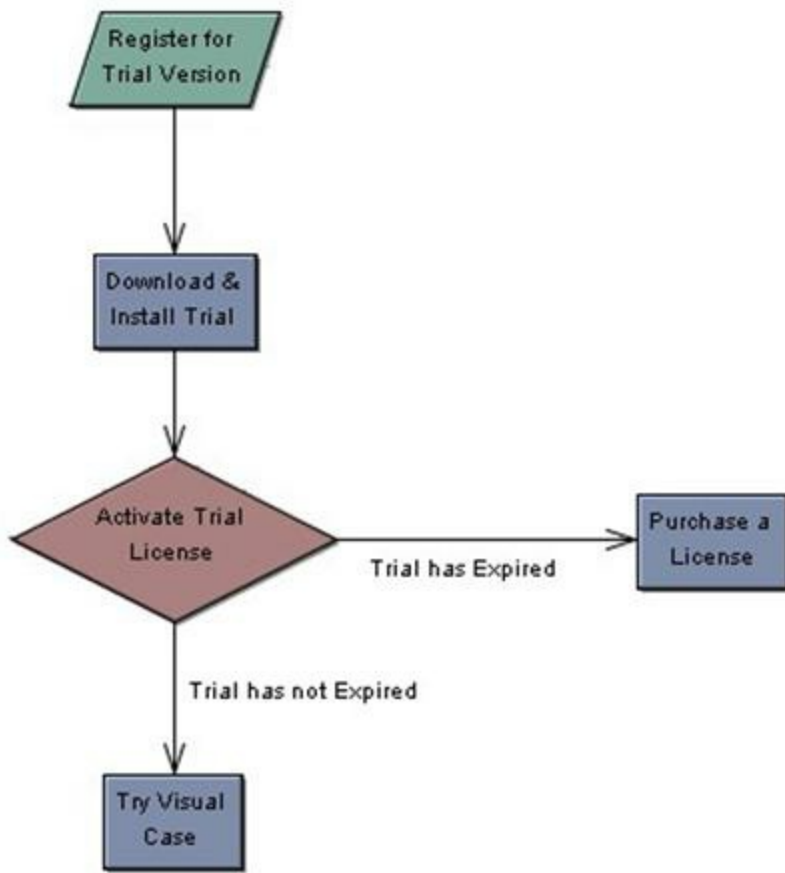 Register for
Trial Version
Download &
Install Trial
Activate Trial
License
Trial has Expired
Purchase a
License
Trial has not Expired
Try Visual
Case